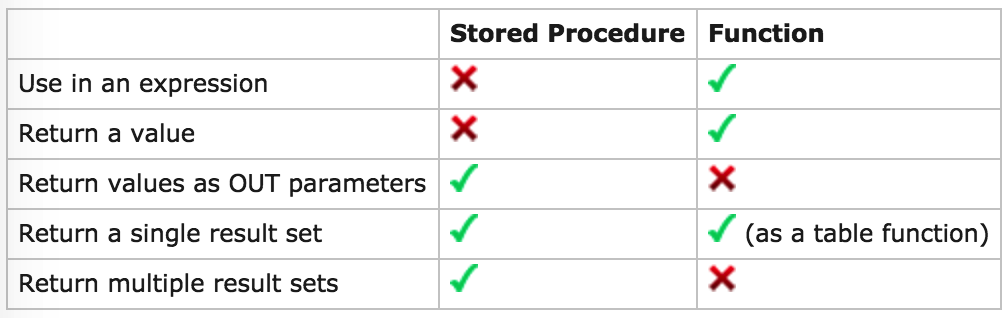 Stored Procedure Function
Use in an expression ✗ ✓
Return a value ✗ ✓
Return values as OUT parameters ✓ ✗
Return a single result set ✓ ✓ (as a table function)
Return multiple result sets ✓ ✗